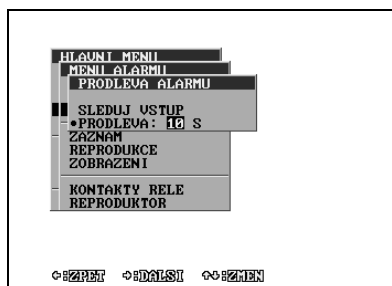 HLAVNI MENU
MENU ALARMU
PRODLEVA ALARMU
SLEDUJ VSTUP
•PRODLEVA: 10 S
ZAZNAM
REPRODUKCE
ZOBRAZENI
KONTAKTY RELE
REPRODUKTOR
:ZPET :DALSI :ZMEN